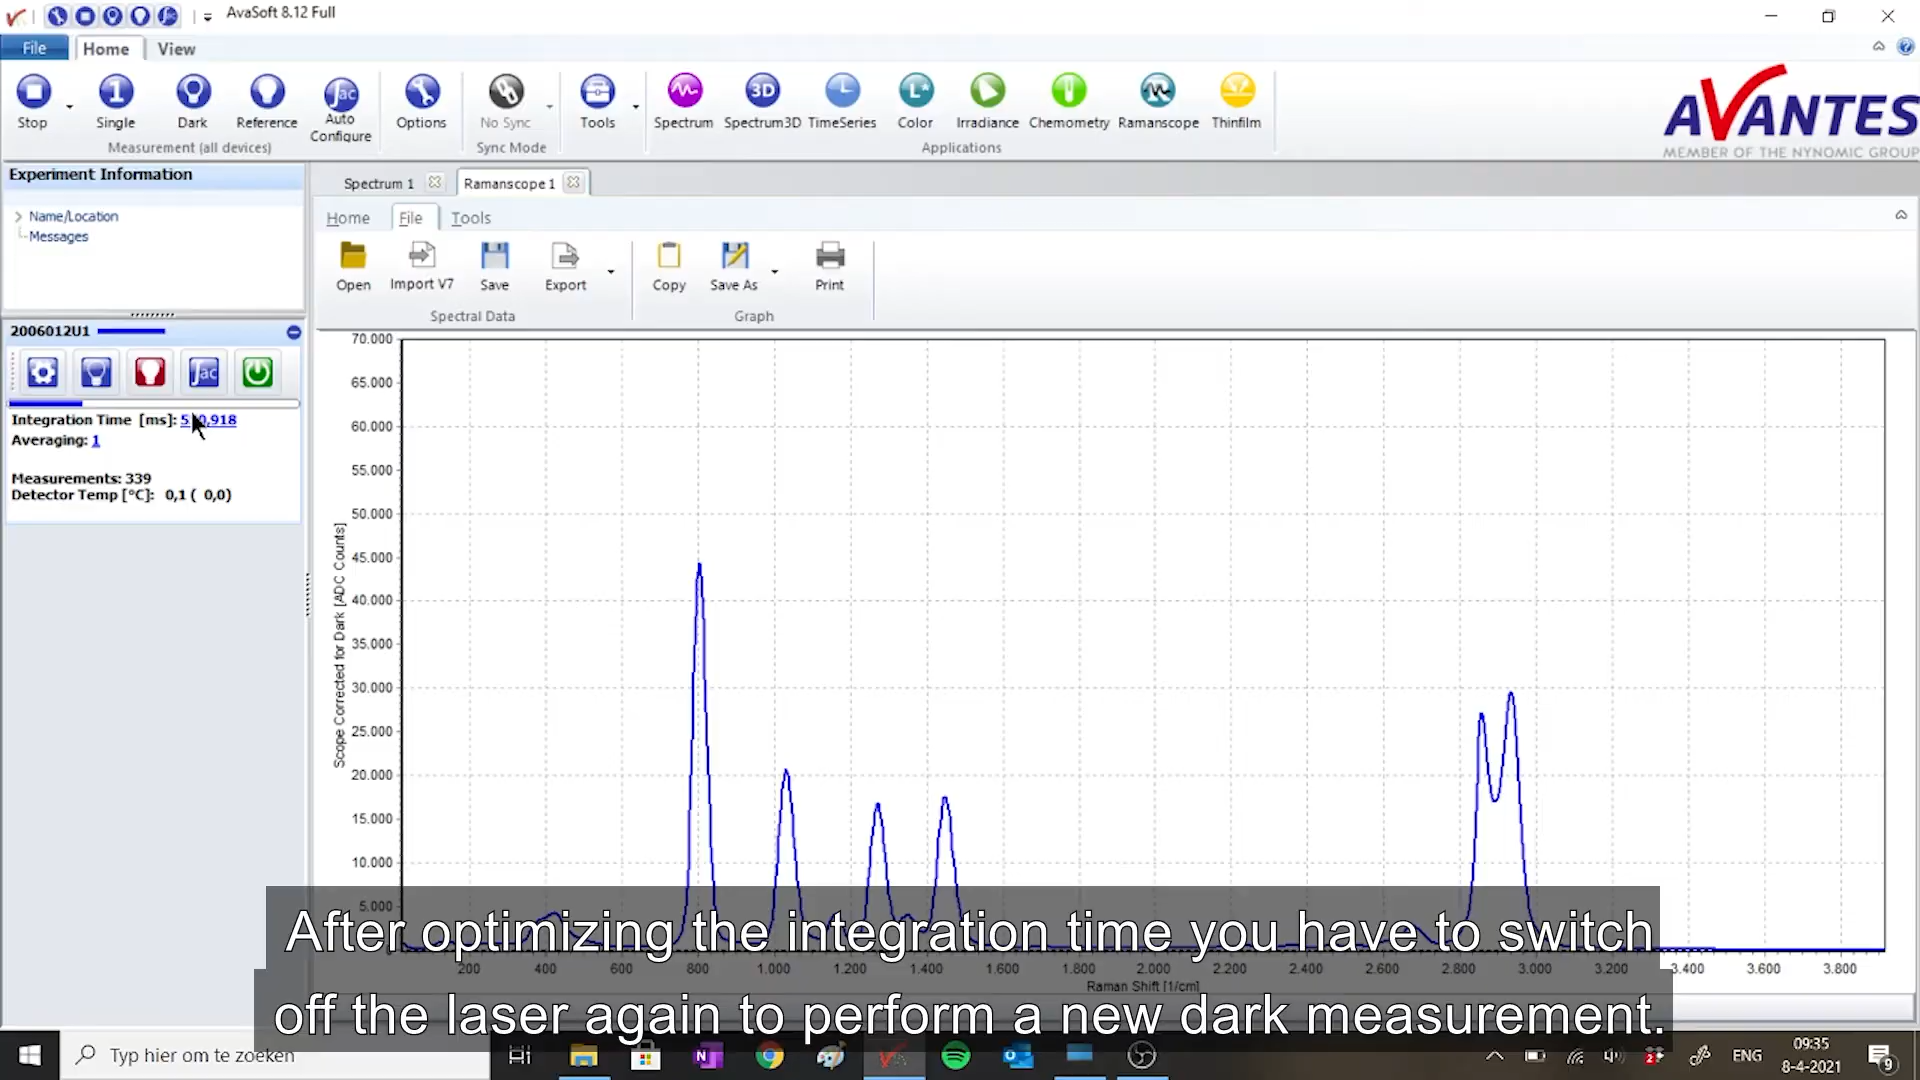 AvaSoft 8.12 Full
File Home View
Stop Single Dark Reference Auto Configure Options No Sync Tools Spectrum Spectrum3D TimeSeries Color Irradiance Chemometry Ramanscope Thinfilm
Measurement (all devices) Sync Mode Applications
AVANTES
MEMBER OF THE NYNOMIC GROUP
Experiment Information
Name/Location
Messages
2006012U1
Jac
Integration Time [ms]:
Averaging: 1
Measurements: 339
Detector Temp [°C]: 0,1 ( 0,0)
Spectrum 1 Ramanscope 1
Home File Tools
Open Import V7 Save Export Copy Save As Print
Spectral Data Graph
70.000
65.000
60.000
55.000
50.000
45.000
40.000
35.000
30.000
25.000
20.000
15.000
10.000
5.000
Scope Corrected for Dark [ADC Counts]
200 400 600 800 1.000 1.200 1.400 1.600 1.800 2.000 2.200 2.400 2.600 2.800 3.000 3.200 3.400 3.600 3.800
Raman Shift [1/cm]
After optimizing the integration time you have to switch
off the laser again to perform a new dark measurement.
Typ hier om te zoeken
ENG
09:35
8-4-2021
9